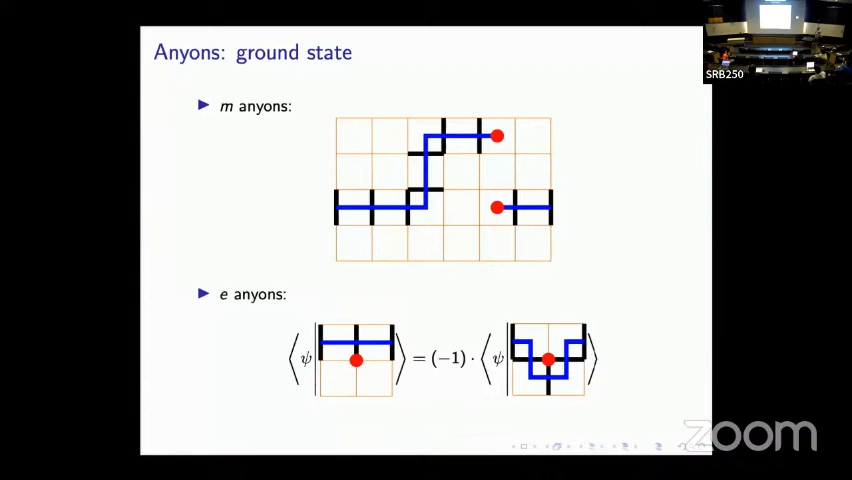 Anyons: ground state
SRB250
▶ m anyons:
▶ e anyons:
⟨ψ| ⟩ = (−1) · ⟨ψ| ⟩
zoom